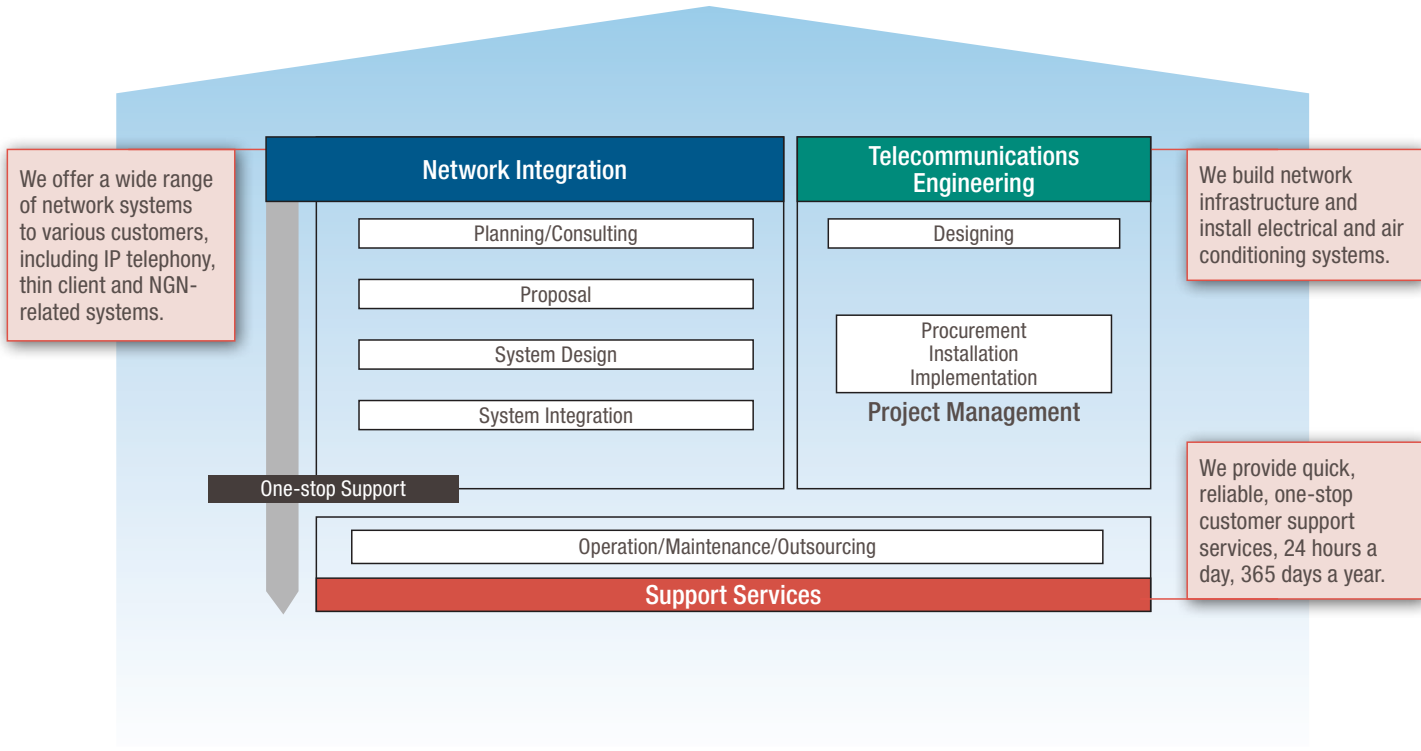 Network Integration
Telecommunications
Engineering
We offer a wide range
of network systems
to various customers,
including IP telephony,
thin client and NGN-
related systems.
We build network
infrastructure and
install electrical and air
conditioning systems.
Planning/Consulting
Proposal
System Design
System Integration
Designing
Procurement
Installation
Implementation
Project Management
One-stop Support
We provide quick,
reliable, one-stop
customer support
services, 24 hours a
day, 365 days a year.
Operation/Maintenance/Outsourcing
Support Services